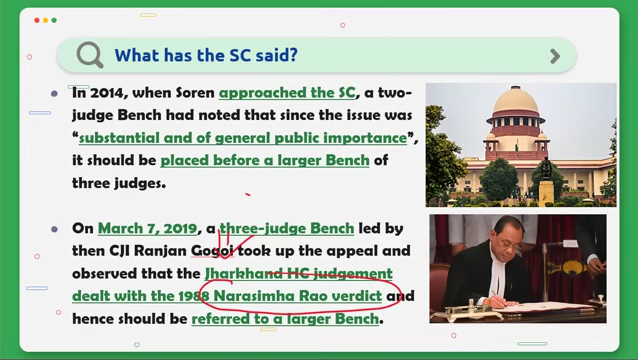 What has the SC said?
In 2014, when Soren approached the SC, a two-
judge Bench had noted that since the issue was
“substantial and of general public importance”,
it should be placed before a larger Bench of
three judges.
On March 7, 2019, a three-judge Bench led by
then CJI Ranjan Gogoi took up the appeal and
observed that the Jharkhand HC judgement
dealt with the 1988 Narasimha Rao verdict and
hence should be referred to a larger Bench.